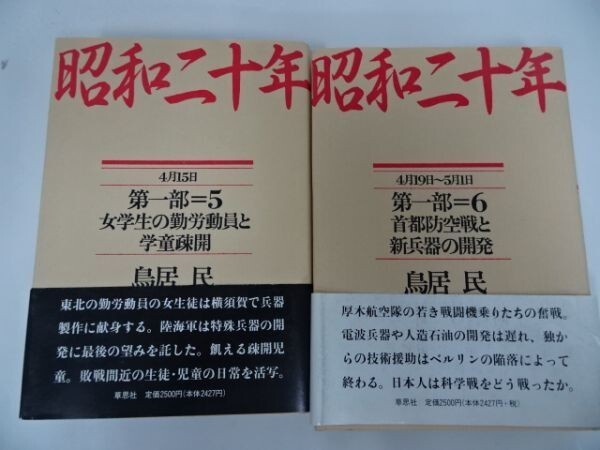 昭和二十年
4月15日
第一部=5
女学生の勤労動員と
学童疎開
鳥居 民
東北の勤労動員の女生徒は横須賀で兵器
製作に献身する。陸海軍は特殊兵器の開
発に最後の望みを託した。飢える疎開児
童。敗戦間近の生徒・児童の日常を活写。
草思社 定価2500円(本体2427円)
昭和二十年
4月19日〜5月1日
第一部=6
首都防空戦と
新兵器の開発
鳥居 民
厚木航空隊の若き戦闘機乗りたちの奮戦。
電波兵器や人造石油の開発は遅れ、独か
らの技術援助はベルリンの陥落によって
終わる。日本人は科学戦をどう戦ったか。
草思社 定価2500円(本体2427円・税)